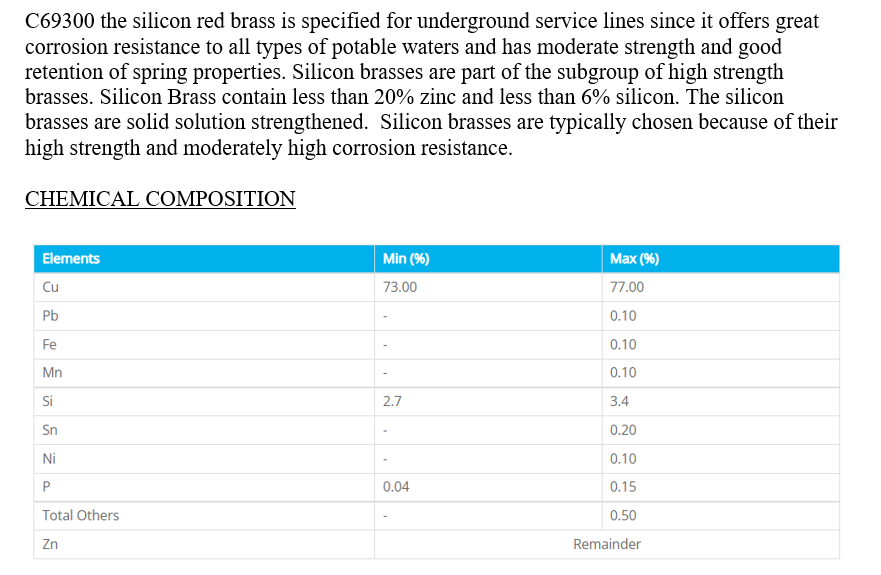 C69300 the silicon red brass is specified for underground service lines since it offers great
corrosion resistance to all types of potable waters and has moderate strength and good
retention of spring properties. Silicon brasses are part of the subgroup of high strength
brasses. Silicon Brass contain less than 20% zinc and less than 6% silicon. The silicon
brasses are solid solution strengthened.  Silicon brasses are typically chosen because of their
high strength and moderately high corrosion resistance.
CHEMICAL COMPOSITION
Elements Min (%) Max (%)
Cu 73.00 77.00
Pb - 0.10
Fe - 0.10
Mn - 0.10
Si 2.7 3.4
Sn - 0.20
Ni - 0.10
P 0.04 0.15
Total Others - 0.50
Zn Remainder